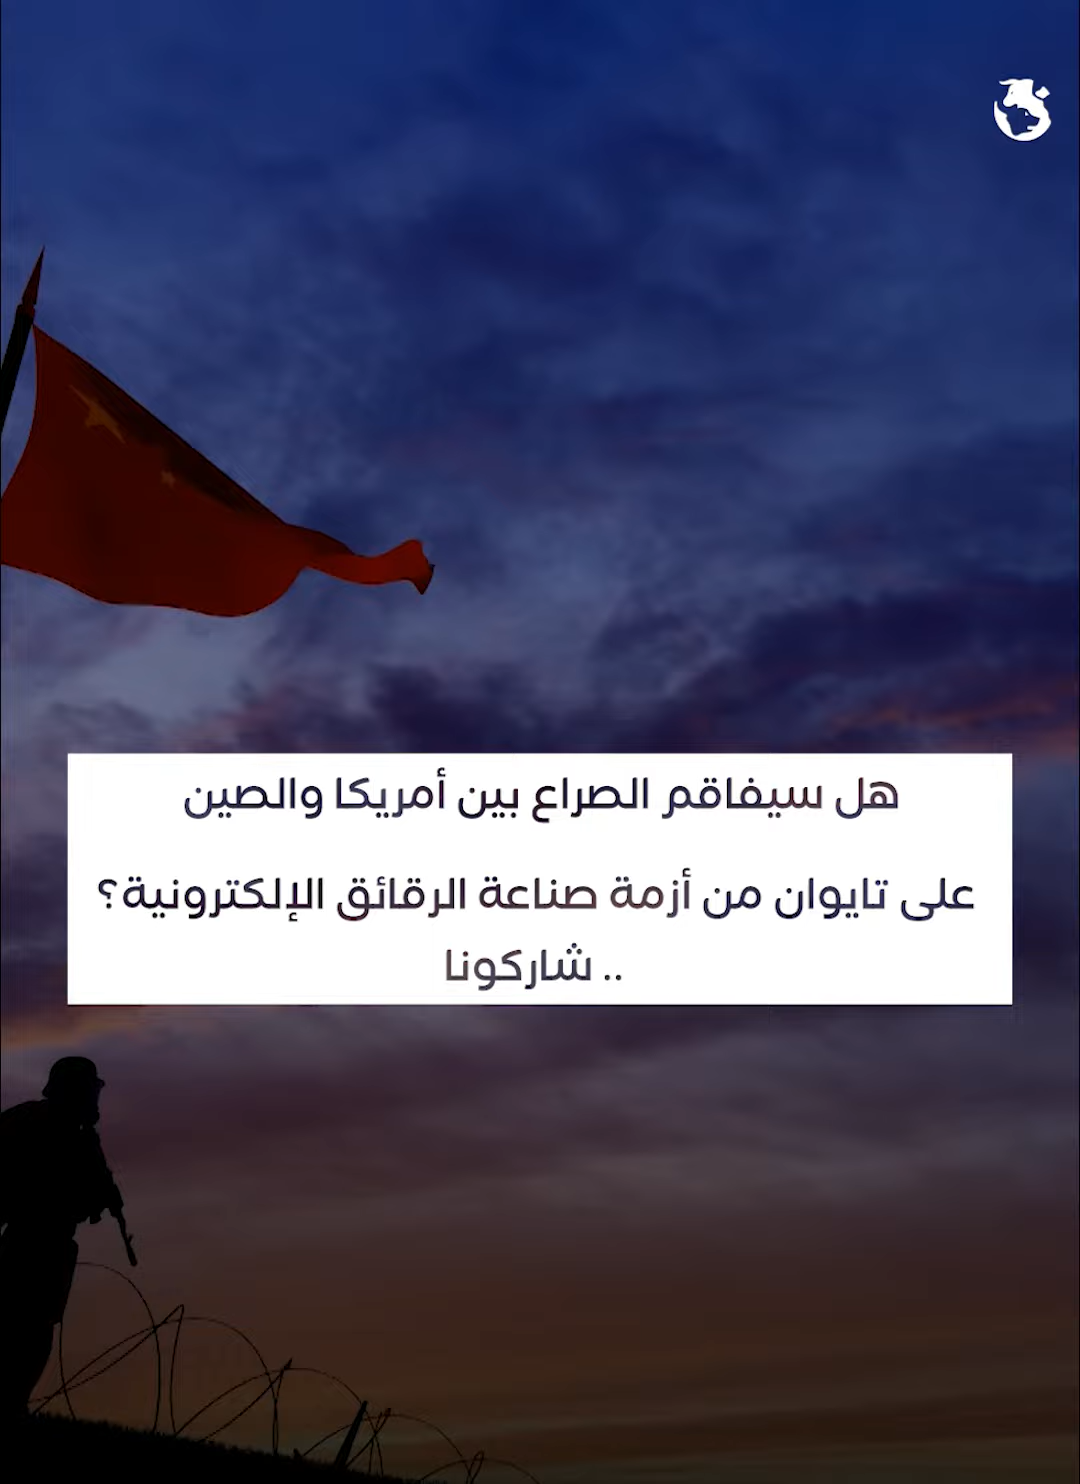 هل سيفاقم الصراع بين أمريكا والصين
على تايوان من أزمة صناعة الرقائق الإلكترونية؟
.. شاركونا